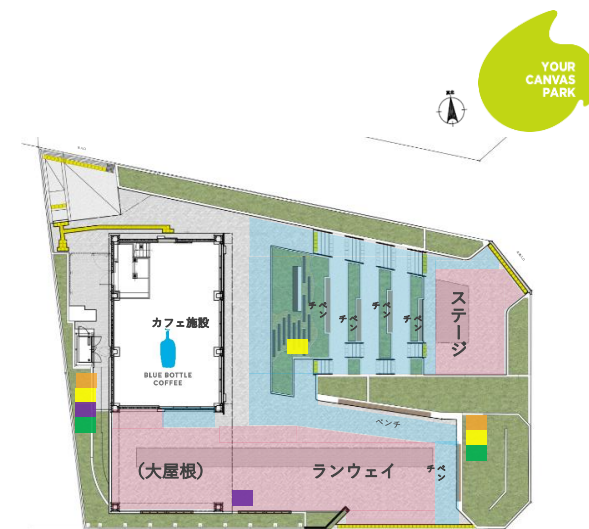 YOUR
CANVAS
PARK
カフェ施設
BLUE BOTTLE
COFFEE
ベンチ
ベンチ
ベンチ
ベンチ
ステージ
ベンチ
(大屋根)
ランウェイ
ベンチ